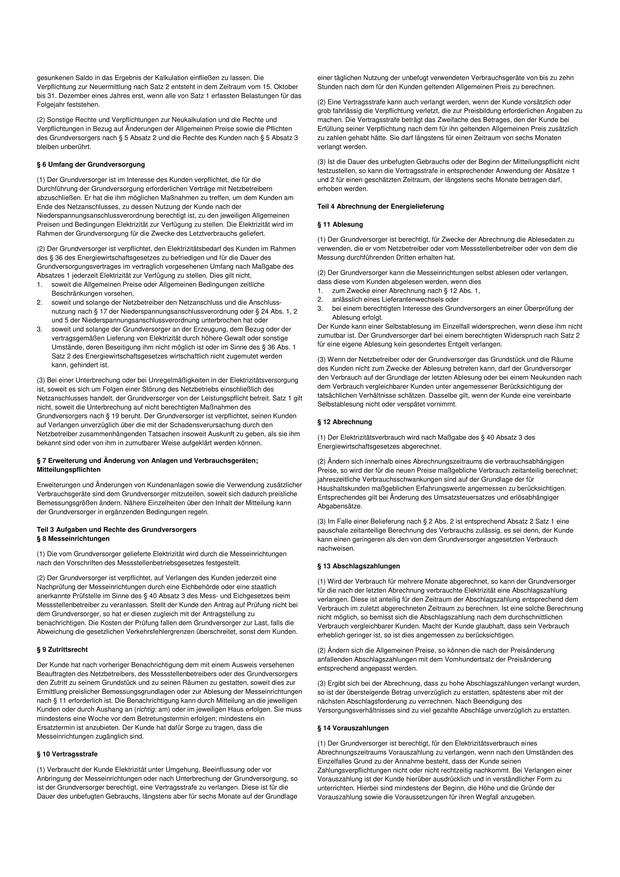 gesunkenen Saldo in das Ergebnis der Kalkulation einfließen zu lassen. Die
Verpflichtung zur Neuermittlung nach Satz 2 entsteht in dem Zeitraum vom 15. Oktober
bis 31. Dezember eines Jahres erst, wenn alle von Satz 1 erfassten Belastungen für das
Folgejahr feststehen.
(2) Sonstige Rechte und Verpflichtungen zur Neukalkulation und die Rechte und
Verpflichtungen in Bezug auf Änderungen der Allgemeinen Preise sowie die Pflichten
des Grundversorgers nach § 5 Absatz 2 und die Rechte des Kunden nach § 5 Absatz 3
bleiben unberührt.
§ 6 Umfang der Grundversorgung
(1) Der Grundversorger ist im Interesse des Kunden verpflichtet, die für die
Durchführung der Grundversorgung erforderlichen Verträge mit Netzbetreibern
abzuschließen. Er hat die ihm möglichen Maßnahmen zu treffen, um dem Kunden am
Ende des Netzanschlusses, zu dessen Nutzung der Kunde nach der
Niederspannungsanschlussverordnung berechtigt ist, zu den jeweiligen Allgemeinen
Preisen und Bedingungen Elektrizität zur Verfügung zu stellen. Die Elektrizität wird im
Rahmen der Grundversorgung für die Zwecke des Letztverbrauchs geliefert.
(2) Der Grundversorger ist verpflichtet, den Elektrizitätsbedarf des Kunden im Rahmen
des § 36 des Energiewirtschaftsgesetzes zu befriedigen und für die Dauer des
Grundversorgungsvertrages im vertraglich vorgesehenen Umfang nach Maßgabe des
Absatzes 1 jederzeit Elektrizität zur Verfügung zu stellen. Dies gilt nicht,
1. soweit die Allgemeinen Preise oder Allgemeinen Bedingungen zeitliche
Beschränkungen vorsehen,
2. soweit und solange der Netzbetreiber den Netzanschluss und die Anschluss-
nutzung nach § 17 der Niederspannungsanschlussverordnung oder § 24 Abs. 1, 2
und 5 der Niederspannungsanschlussverordnung unterbrochen hat oder
3. soweit und solange der Grundversorger an der Erzeugung, dem Bezug oder der
vertragsgemäßen Lieferung von Elektrizität durch höhere Gewalt oder sonstige
Umstände, deren Beseitigung ihm nicht möglich ist oder im Sinne des § 36 Abs. 1
Satz 2 des Energiewirtschaftsgesetzes wirtschaftlich nicht zugemutet werden
kann, gehindert ist.
(3) Bei einer Unterbrechung oder bei Unregelmäßigkeiten in der Elektrizitätsversorgung
ist, soweit es sich um Folgen einer Störung des Netzbetriebs einschließlich des
Netzanschlusses handelt, der Grundversorger von der Leistungspflicht befreit. Satz 1 gilt
nicht, soweit die Unterbrechung auf nicht berechtigten Maßnahmen des
Grundversorgers nach § 19 beruht. Der Grundversorger ist verpflichtet, seinen Kunden
auf Verlangen unverzüglich über die mit der Schadensverursachung durch den
Netzbetreiber zusammenhängenden Tatsachen insoweit Auskunft zu geben, als sie ihm
bekannt sind oder von ihm in zumutbarer Weise aufgeklärt werden können.
§ 7 Erweiterung und Änderung von Anlagen und Verbrauchsgeräten;
Mitteilungspflichten
Erweiterungen und Änderungen von Kundenanlagen sowie die Verwendung zusätzlicher
Verbrauchsgeräte sind dem Grundversorger mitzuteilen, soweit sich dadurch preisliche
Bemessungsgrößen ändern. Nähere Einzelheiten über den Inhalt der Mitteilung kann
der Grundversorger in ergänzenden Bedingungen regeln.
Teil 3 Aufgaben und Rechte des Grundversorgers
§ 8 Messeinrichtungen
(1) Die vom Grundversorger gelieferte Elektrizität wird durch die Messeinrichtungen
nach den Vorschriften des Messstellenbetriebsgesetzes festgestellt.
(2) Der Grundversorger ist verpflichtet, auf Verlangen des Kunden jederzeit eine
Nachprüfung der Messeinrichtungen durch eine Eichbehörde oder eine staatlich
anerkannte Prüfstelle im Sinne des § 40 Absatz 3 des Mess- und Eichgesetzes beim
Messstellenbetreiber zu veranlassen. Stellt der Kunde den Antrag auf Prüfung nicht bei
dem Grundversorger, so hat er diesen zugleich mit der Antragstellung zu
benachrichtigen. Die Kosten der Prüfung fallen dem Grundversorger zur Last, falls die
Abweichung die gesetzlichen Verkehrsfehlergrenzen überschreitet, sonst dem Kunden.
§ 9 Zutrittsrecht
Der Kunde hat nach vorheriger Benachrichtigung dem mit einem Ausweis versehenen
Beauftragten des Netzbetreibers, des Messstellenbetreibers oder des Grundversorgers
den Zutritt zu seinem Grundstück und zu seinen Räumen zu gestatten, soweit dies zur
Ermittlung preislicher Bemessungsgrundlagen oder zur Ablesung der Messeinrichtungen
nach § 11 erforderlich ist. Die Benachrichtigung kann durch Mitteilung an die jeweiligen
Kunden oder durch Aushang an (richtig: am) oder im jeweiligen Haus erfolgen. Sie muss
mindestens eine Woche vor dem Betretungstermin erfolgen; mindestens ein
Ersatztermin ist anzubieten. Der Kunde hat dafür Sorge zu tragen, dass die
Messeinrichtungen zugänglich sind.
§ 10 Vertragsstrafe
(1) Verbraucht der Kunde Elektrizität unter Umgehung, Beeinflussung oder vor
Anbringung der Messeinrichtungen oder nach Unterbrechung der Grundversorgung, so
ist der Grundversorger berechtigt, eine Vertragsstrafe zu verlangen. Diese ist für die
Dauer des unbefugten Gebrauchs, längstens aber für sechs Monate auf der Grundlage
einer täglichen Nutzung der unbefugt verwendeten Verbrauchsgeräte von bis zu zehn
Stunden nach dem für den Kunden geltenden Allgemeinen Preis zu berechnen.
(2) Eine Vertragsstrafe kann auch verlangt werden, wenn der Kunde vorsätzlich oder
grob fahrlässig die Verpflichtung verletzt, die zur Preisbildung erforderlichen Angaben zu
machen. Die Vertragsstrafe beträgt das Zweifache des Betrages, den der Kunde bei
Erfüllung seiner Verpflichtung nach dem für ihn geltenden Allgemeinen Preis zusätzlich
zu zahlen gehabt hätte. Sie darf längstens für einen Zeitraum von sechs Monaten
verlangt werden.
(3) Ist die Dauer des unbefugten Gebrauchs oder der Beginn der Mitteilungspflicht nicht
festzustellen, so kann die Vertragsstrafe in entsprechender Anwendung der Absätze 1
und 2 für einen geschätzten Zeitraum, der längstens sechs Monate betragen darf,
erhoben werden.
Teil 4 Abrechnung der Energielieferung
§ 11 Ablesung
(1) Der Grundversorger ist berechtigt, für Zwecke der Abrechnung die Ablesedaten zu
verwenden, die er vom Netzbetreiber oder vom Messstellenbetreiber oder von dem die
Messung durchführenden Dritten erhalten hat.
(2) Der Grundversorger kann die Messeinrichtungen selbst ablesen oder verlangen,
dass diese vom Kunden abgelesen werden, wenn dies
1. zum Zwecke einer Abrechnung nach § 12 Abs. 1,
2. anlässlich eines Lieferantenwechsels oder
3. bei einem berechtigten Interesse des Grundversorgers an einer Überprüfung der
Ablesung erfolgt.
Der Kunde kann einer Selbstablesung im Einzelfall widersprechen, wenn diese ihm nicht
zumutbar ist. Der Grundversorger darf bei einem berechtigten Widerspruch nach Satz 2
für eine eigene Ablesung kein gesondertes Entgelt verlangen.
(3) Wenn der Netzbetreiber oder der Grundversorger das Grundstück und die Räume
des Kunden nicht zum Zwecke der Ablesung betreten kann, darf der Grundversorger
den Verbrauch auf der Grundlage der letzten Ablesung oder bei einem Neukunden nach
dem Verbrauch vergleichbarer Kunden unter angemessener Berücksichtigung der
tatsächlichen Verhältnisse schätzen. Dasselbe gilt, wenn der Kunde eine vereinbarte
Selbstablesung nicht oder verspätet vornimmt.
§ 12 Abrechnung
(1) Der Elektrizitätsverbrauch wird nach Maßgabe des § 40 Absatz 3 des
Energiewirtschaftsgesetzes abgerechnet.
(2) Ändern sich innerhalb eines Abrechnungszeitraums die verbrauchsabhängigen
Preise, so wird der für die neuen Preise maßgebliche Verbrauch zeitanteilig berechnet;
jahreszeitliche Verbrauchsschwankungen sind auf der Grundlage der für
Haushaltskunden maßgeblichen Erfahrungswerte angemessen zu berücksichtigen.
Entsprechendes gilt bei Änderung des Umsatzsteuersatzes und erlösabhängiger
Abgabensätze.
(3) Im Falle einer Belieferung nach § 2 Abs. 2 ist entsprechend Absatz 2 Satz 1 eine
pauschale zeitanteilige Berechnung des Verbrauchs zulässig, es sei denn, der Kunde
kann einen geringeren als den von dem Grundversorger angesetzten Verbrauch
nachweisen.
§ 13 Abschlagszahlungen
(1) Wird der Verbrauch für mehrere Monate abgerechnet, so kann der Grundversorger
für die nach der letzten Abrechnung verbrauchte Elektrizität eine Abschlagszahlung
verlangen. Diese ist anteilig für den Zeitraum der Abschlagszahlung entsprechend dem
Verbrauch im zuletzt abgerechneten Zeitraum zu berechnen. Ist eine solche Berechnung
nicht möglich, so bemisst sich die Abschlagszahlung nach dem durchschnittlichen
Verbrauch vergleichbarer Kunden. Macht der Kunde glaubhaft, dass sein Verbrauch
erheblich geringer ist, so ist dies angemessen zu berücksichtigen.
(2) Ändern sich die Allgemeinen Preise, so können die nach der Preisänderung
anfallenden Abschlagszahlungen mit dem Vomhundertsatz der Preisänderung
entsprechend angepasst werden.
(3) Ergibt sich bei der Abrechnung, dass zu hohe Abschlagszahlungen verlangt wurden,
so ist der übersteigende Betrag unverzüglich zu erstatten, spätestens aber mit der
nächsten Abschlagsforderung zu verrechnen. Nach Beendigung des
Versorgungsverhältnisses sind zu viel gezahlte Abschläge unverzüglich zu erstatten.
§ 14 Vorauszahlungen
(1) Der Grundversorger ist berechtigt, für den Elektrizitätsverbrauch eines
Abrechnungszeitraums Vorauszahlung zu verlangen, wenn nach den Umständen des
Einzelfalles Grund zu der Annahme besteht, dass der Kunde seinen
Zahlungsverpflichtungen nicht oder nicht rechtzeitig nachkommt. Bei Verlangen einer
Vorauszahlung ist der Kunde hierüber ausdrücklich und in verständlicher Form zu
unterrichten. Hierbei sind mindestens der Beginn, die Höhe und die Gründe der
Vorauszahlung sowie die Voraussetzungen für ihren Wegfall anzugeben.